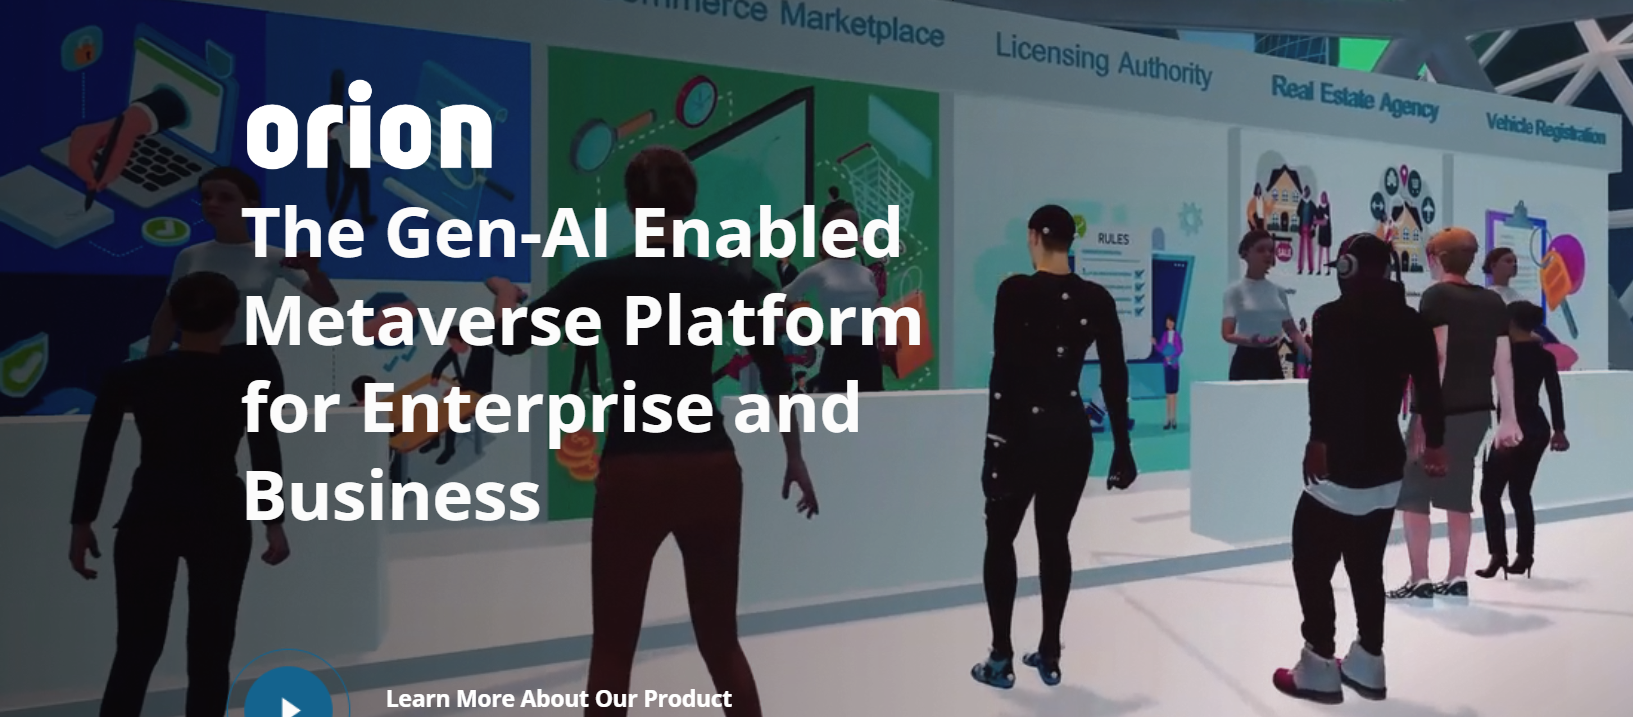 Marketplace
Licensing Authority
Real Estate Agency
Vehicle Registration
orion
RULES
The Gen-AI Enabled
Metaverse Platform
for Enterprise and
Business
Learn More About Our Product